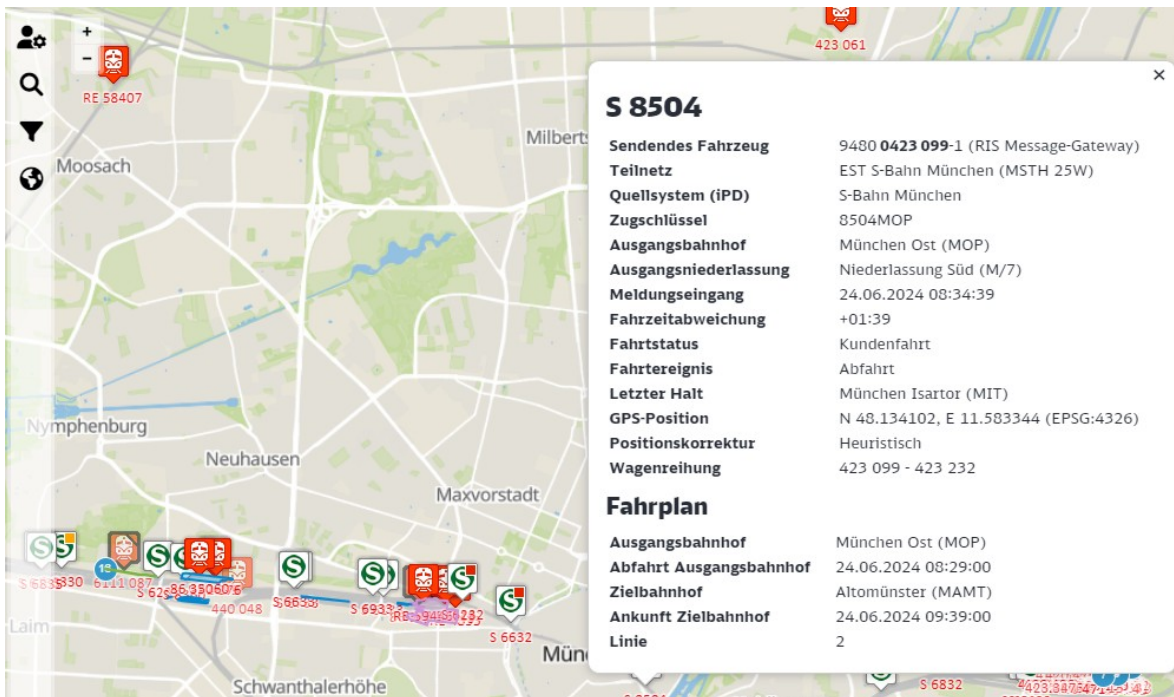 +
−
423 061
RE 58407
×
S 8504
Milberts
Moosach
Sendendes Fahrzeug 9480 0423 099-1 (RIS Message-Gateway)
Teilnetz EST S-Bahn München (MSTH 25W)
Quellsystem (iPD) S-Bahn München
Zugschlüssel 8504MOP
Ausgangsbahnhof München Ost (MOP)
Ausgangsniederlassung Niederlassung Süd (M/7)
Meldungseingang 24.06.2024 08:34:39
Fahrzeitabweichung +01:39
Fahrtstatus Kundenfahrt
Fahrtereignis Abfahrt
Letzter Halt München Isartor (MIT)
GPS-Position N 48.134102, E 11.583344 (EPSG:4326)
Positionskorrektur Heuristisch
Wagenreihung 423 099 - 423 232
Nymphenburg
Neuhausen
Maxvorstadt
Fahrplan
Ausgangsbahnhof München Ost (MOP)
Abfahrt Ausgangsbahnhof 24.06.2024 08:29:00
Zielbahnhof Altomünster (MAMT)
Ankunft Zielbahnhof 24.06.2024 09:39:00
Linie 2
18
6111 087
440 048
S 6632
Laim
Mün
Schwanthalerhöhe
S 6832